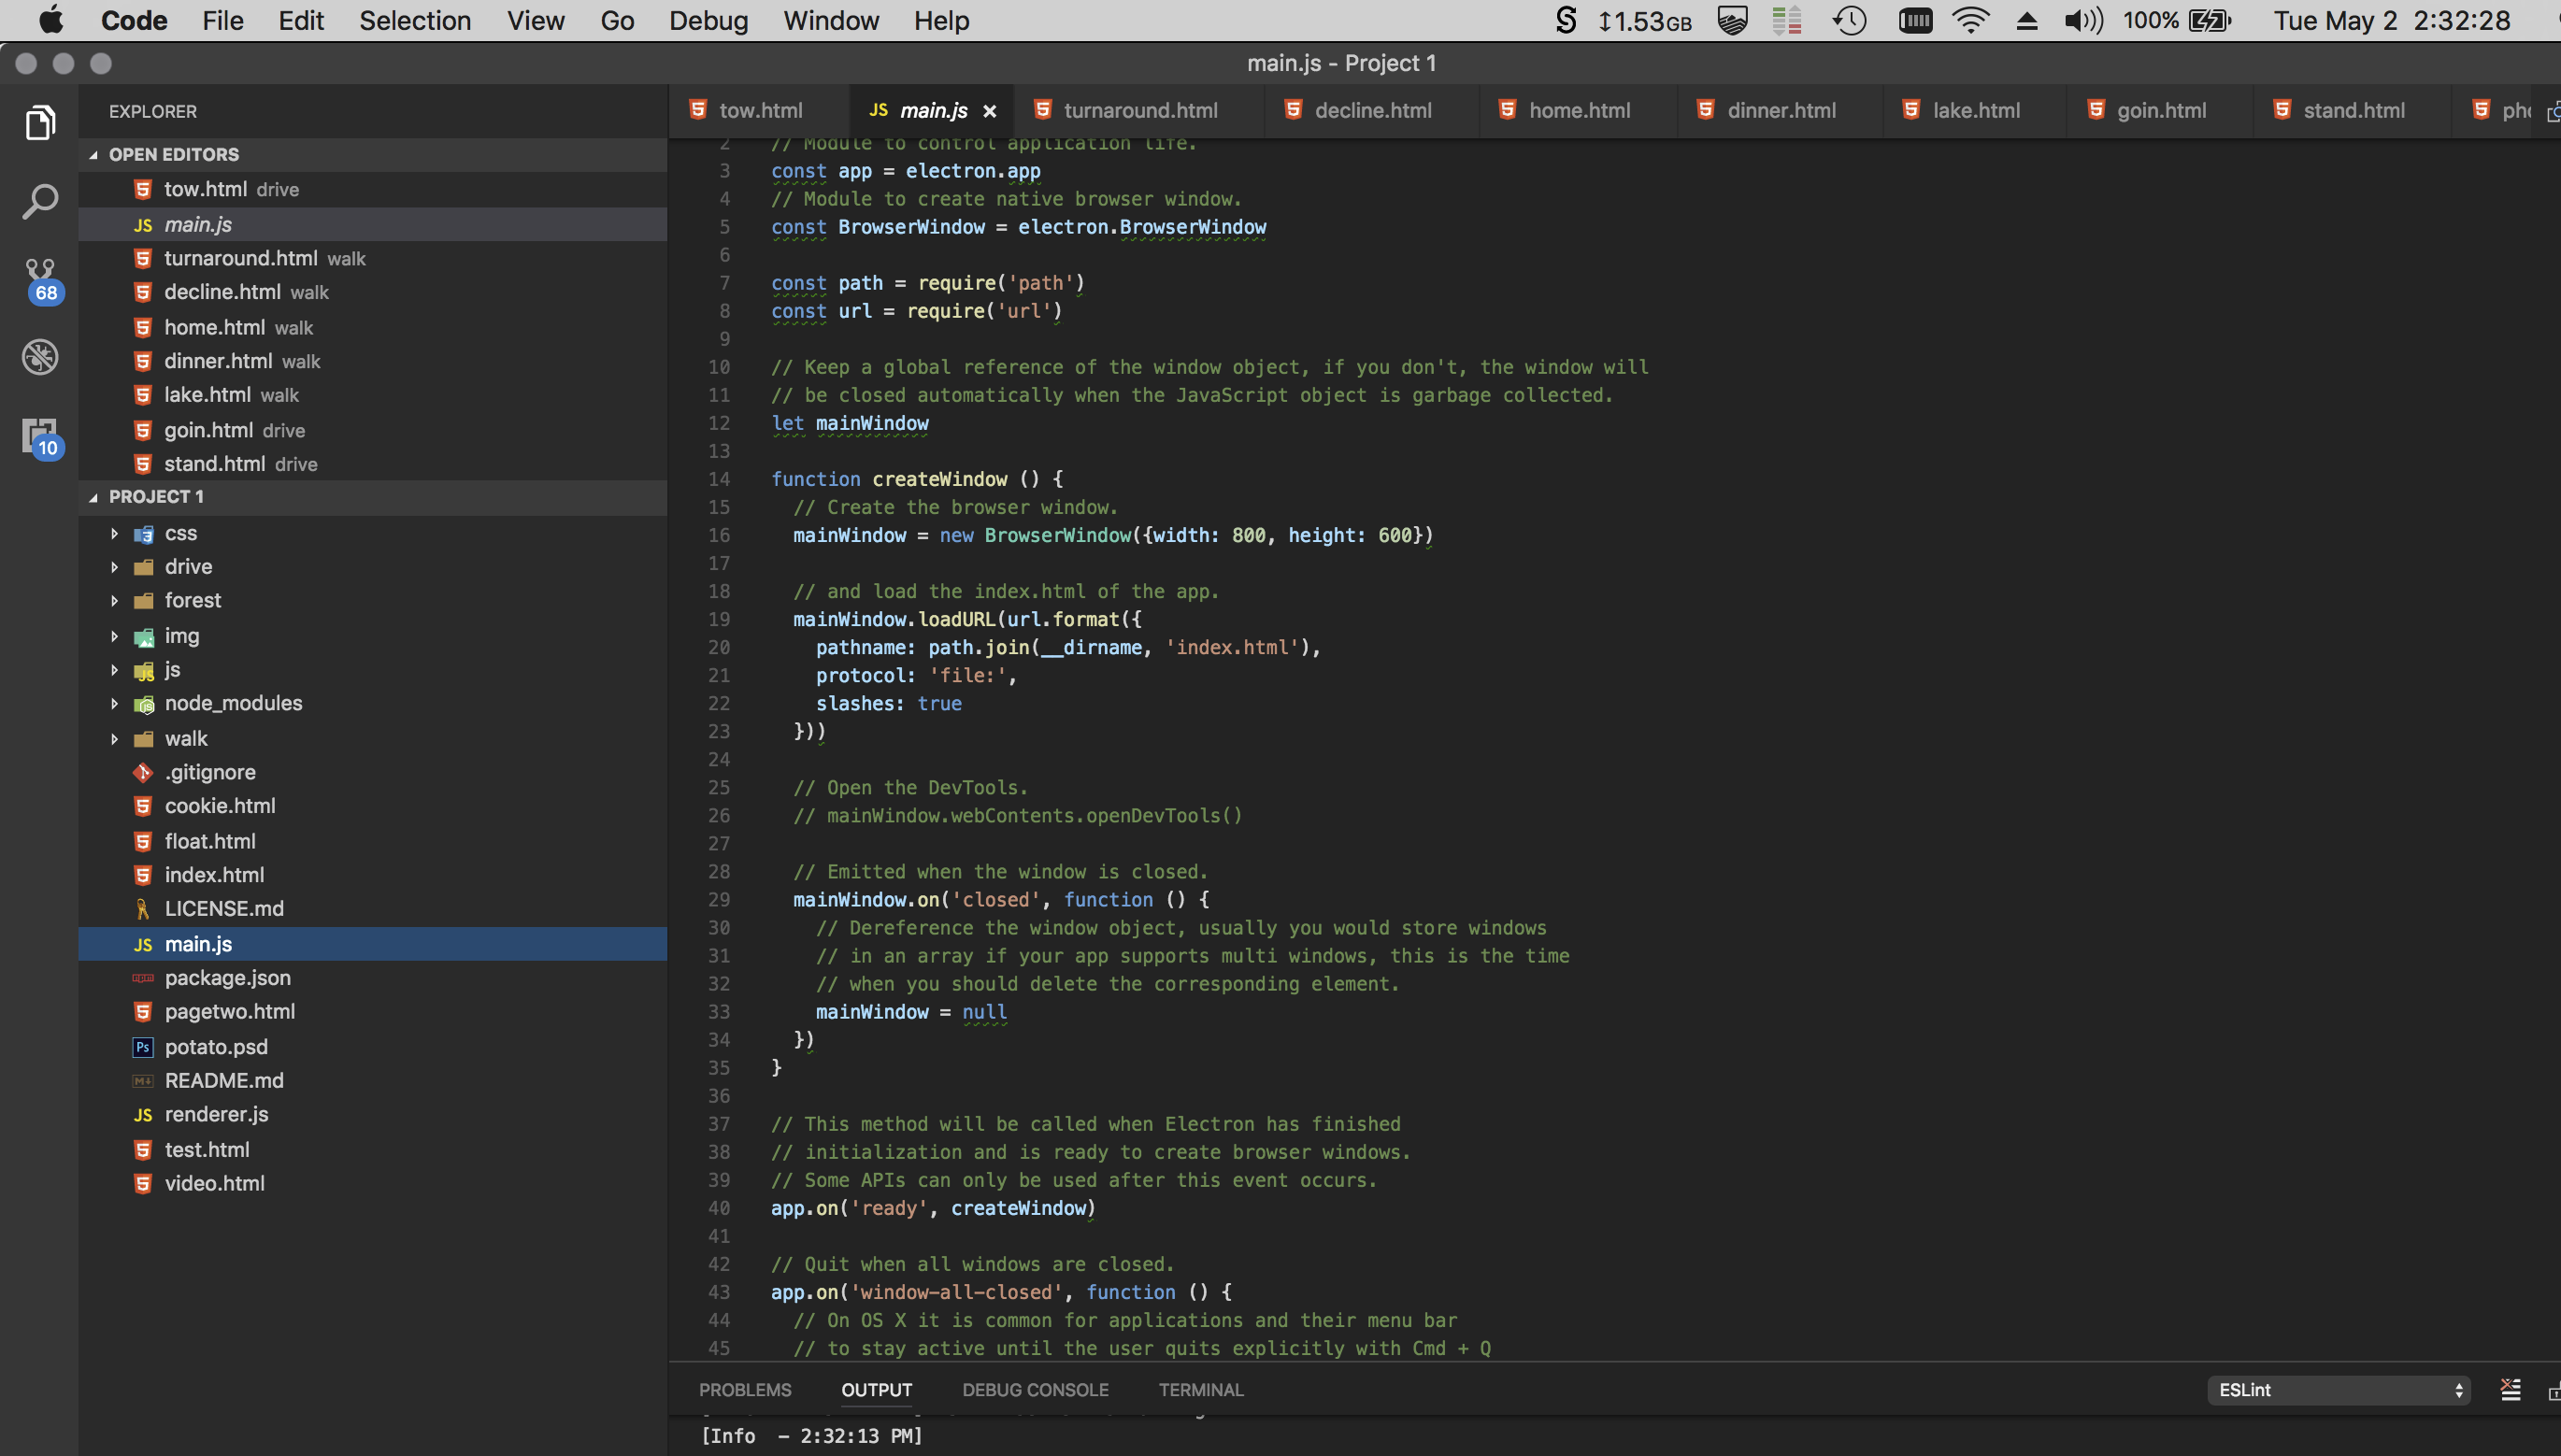 Code File Edit Selection View Go Debug Window Help 1.53GB 100% Tue May 2 2:32:28
main.js - Project 1
EXPLORER
OPEN EDITORS
tow.html drive
JS main.js
turnaround.html walk
decline.html walk
home.html walk
dinner.html walk
lake.html walk
goin.html drive
stand.html drive
PROJECT 1
css
drive
forest
img
js
node_modules
walk
.gitignore
cookie.html
float.html
index.html
LICENSE.md
JS main.js
package.json
pagetwo.html
Ps potato.psd
README.md
JS renderer.js
test.html
video.html
68
10
tow.html JS main.js × turnaround.html decline.html home.html dinner.html lake.html goin.html stand.html
2 // Module to control application life.
3 const app = electron.app
4 // Module to create native browser window.
5 const BrowserWindow = electron.BrowserWindow
6
7 const path = require('path')
8 const url = require('url')
9
10 // Keep a global reference of the window object, if you don't, the window will
11 // be closed automatically when the JavaScript object is garbage collected.
12 let mainWindow
13
14 function createWindow () {
15 // Create the browser window.
16 mainWindow = new BrowserWindow({width: 800, height: 600})
17
18 // and load the index.html of the app.
19 mainWindow.loadURL(url.format({
20 pathname: path.join(__dirname, 'index.html'),
21 protocol: 'file:',
22 slashes: true
23 }))
24
25 // Open the DevTools.
26 // mainWindow.webContents.openDevTools()
27
28 // Emitted when the window is closed.
29 mainWindow.on('closed', function () {
30 // Dereference the window object, usually you would store windows
31 // in an array if your app supports multi windows, this is the time
32 // when you should delete the corresponding element.
33 mainWindow = null
34 })
35 }
36
37 // This method will be called when Electron has finished
38 // initialization and is ready to create browser windows.
39 // Some APIs can only be used after this event occurs.
40 app.on('ready', createWindow)
41
42 // Quit when all windows are closed.
43 app.on('window-all-closed', function () {
44 // On OS X it is common for applications and their menu bar
45 // to stay active until the user quits explicitly with Cmd + Q
PROBLEMS OUTPUT DEBUG CONSOLE TERMINAL ESLint
[Info - 2:32:13 PM]